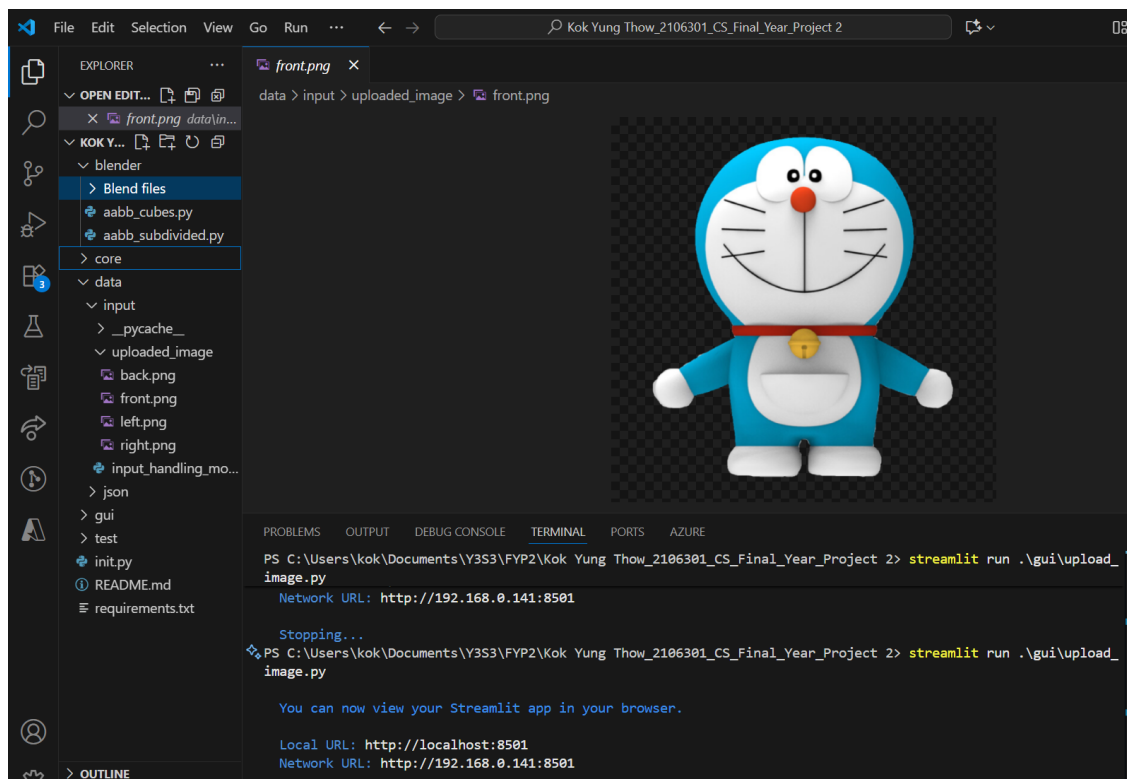 File Edit Selection View Go Run ··· Kok Yung Thow_2106301_CS_Final_Year_Project 2
EXPLORER ···
OPEN EDIT...
front.png data\in...
KOK Y...
blender
Blend files
aabb_cubes.py
aabb_subdivided.py
core
data
input
__pycache__
uploaded_image
back.png
front.png
left.png
right.png
input_handling_mo...
json
gui
test
init.py
README.md
requirements.txt
OUTLINE
3
front.png
data > input > uploaded_image > front.png
PROBLEMS OUTPUT DEBUG CONSOLE TERMINAL PORTS AZURE
PS C:\Users\kok\Documents\Y3S3\FYP2\Kok Yung Thow_2106301_CS_Final_Year_Project 2> streamlit run .\gui\upload_
image.py
Network URL: http://192.168.0.141:8501
Stopping...
PS C:\Users\kok\Documents\Y3S3\FYP2\Kok Yung Thow_2106301_CS_Final_Year_Project 2> streamlit run .\gui\upload_
image.py
You can now view your Streamlit app in your browser.
Local URL: http://localhost:8501
Network URL: http://192.168.0.141:8501